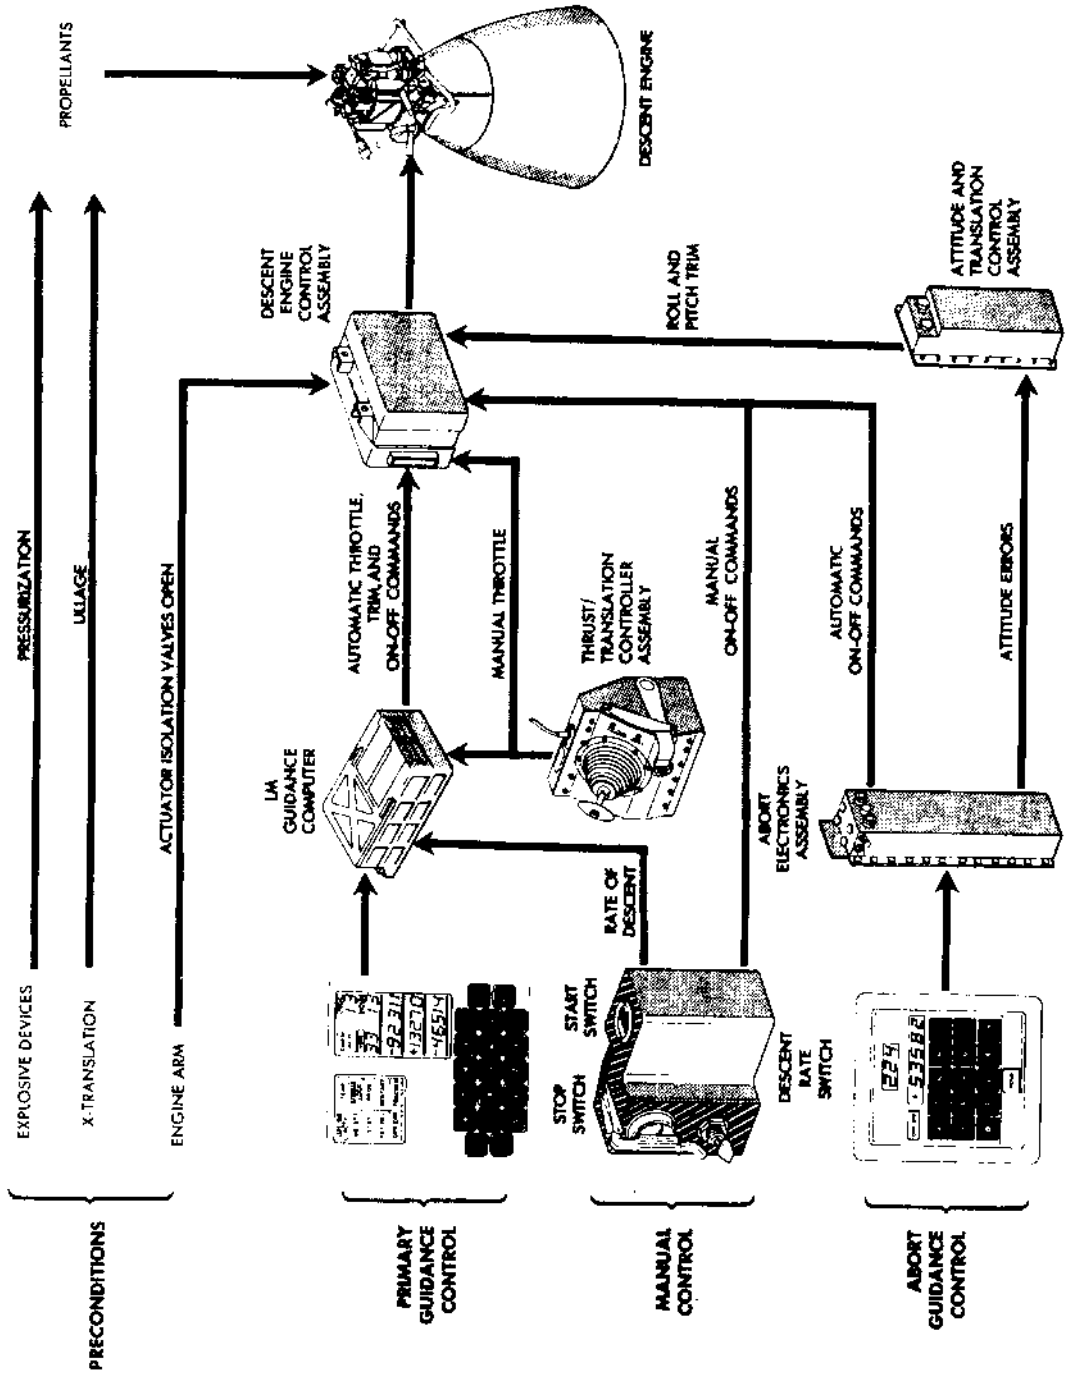 PRECONDITIONS
EXPLOSIVE DEVICES
PRESSURIZATION
X-TRANSLATION
ULLAGE
PROPELLANTS
ENGINE ARM
ACTUATOR ISOLATION VALVES OPEN
PRIMARY
GUIDANCE
CONTROL
LM
GUIDANCE
COMPUTER
AUTOMATIC THROTTLE,
TRIM, AND
ON-OFF COMMANDS
DESCENT
ENGINE
CONTROL
ASSEMBLY
DESCENT ENGINE
MANUAL THROTTLE
MANUAL
CONTROL
STOP
SWITCH
START
SWITCH
RATE OF
DESCENT
THRUST/
TRANSLATION
CONTROLLER
ASSEMBLY
DESCENT
RATE
SWITCH
MANUAL
ON-OFF COMMANDS
ROLL AND
PITCH TRIM
ABORT
GUIDANCE
CONTROL
224
+53582
ABORT
ELECTRONICS
ASSEMBLY
AUTOMATIC
ON-OFF COMMANDS
ATTITUDE ERRORS
ATTITUDE AND
TRANSLATION
CONTROL
ASSEMBLY